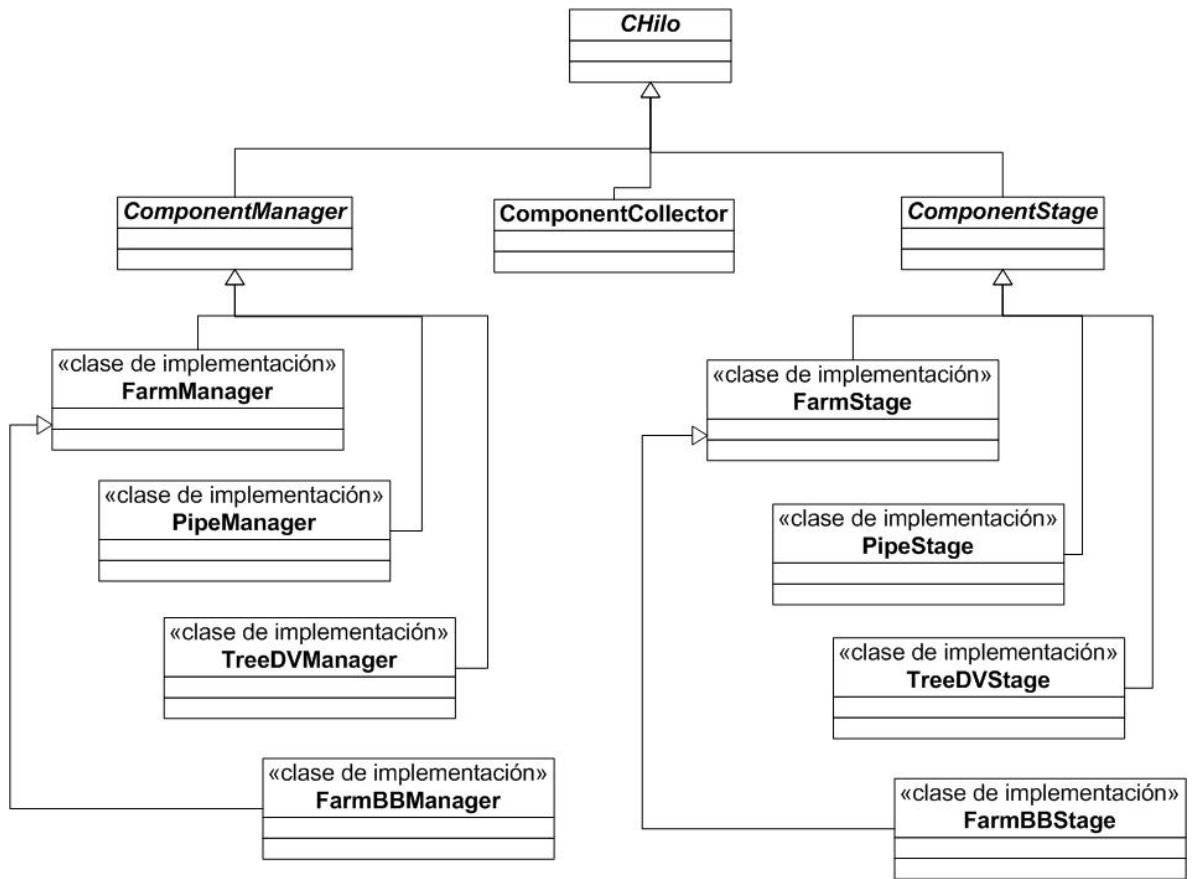 CHilo
ComponentManager
ComponentCollector
ComponentStage
«clase de implementación»
FarmManager
«clase de implementación»
FarmStage
«clase de implementación»
PipeManager
«clase de implementación»
PipeStage
«clase de implementación»
TreeDVManager
«clase de implementación»
TreeDVStage
«clase de implementación»
FarmBBManager
«clase de implementación»
FarmBBStage